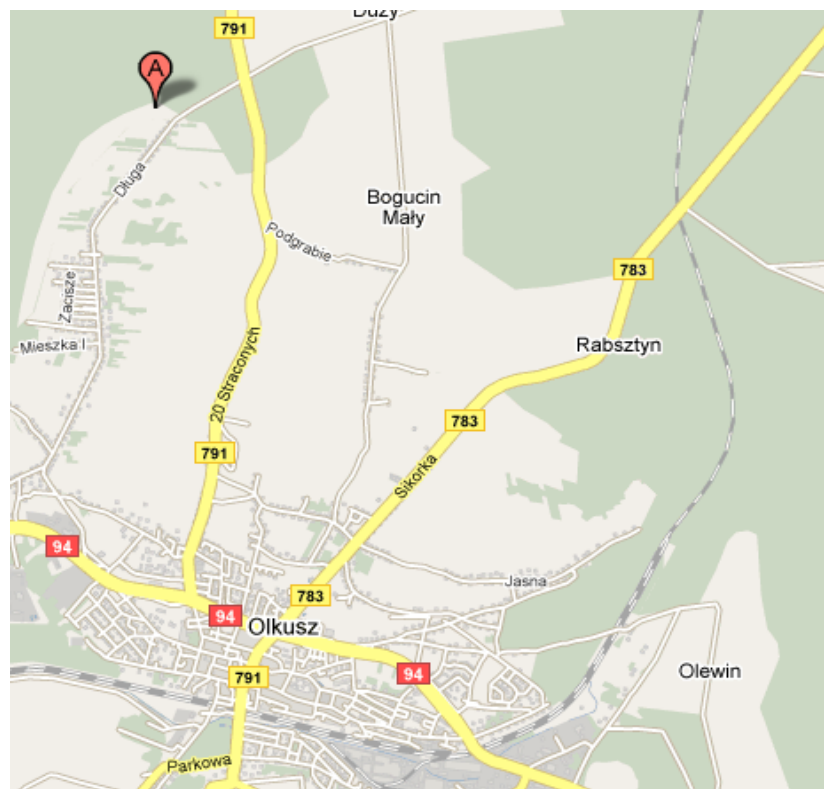 Duży
791
A
Długa
Bogucin
Mały
Podgrabie
783
Zacisze
Mieszka I
Rabsztyn
20 Straconych
783
791
Sikorka
94
Jasna
783
94
Olkusz
94
Olewin
791
Parkowa